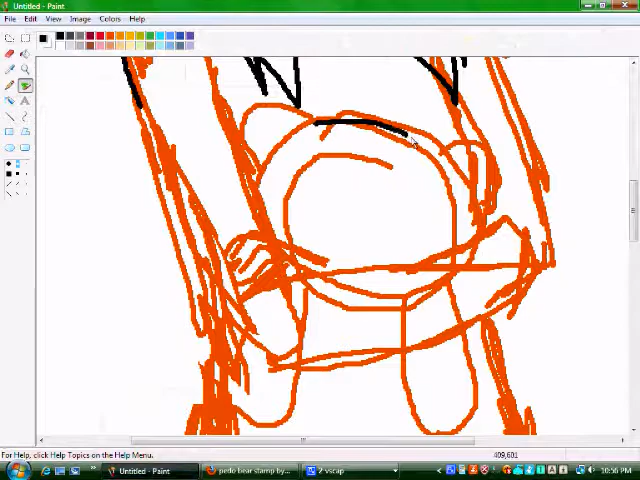 Untitled - Paint
File Edit View Image Colors Help
For Help, click Help Topics on the Help Menu.
409,601
Untitled - Paint
pedo bear stamp by...
2 vscap
10:56 PM